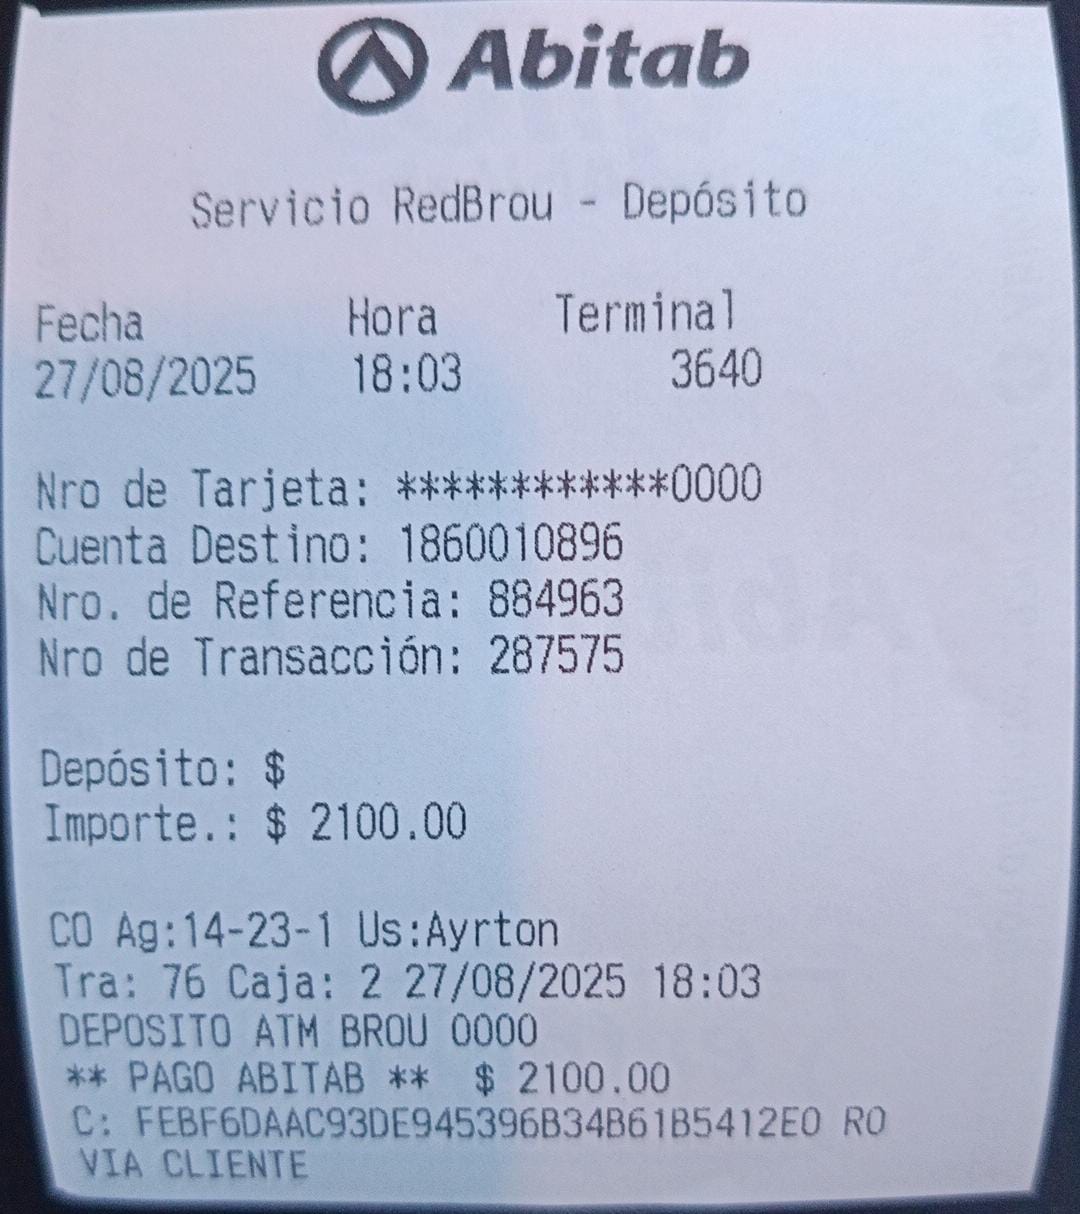 Abitab
Servicio RedBrou - Depósito
Fecha Hora Terminal
27/08/2025 18:03 3640
Nro de Tarjeta: ************0000
Cuenta Destino: 1860010896
Nro. de Referencia: 884963
Nro de Transacción: 287575
Depósito: $
Importe.: $ 2100.00
CO Ag:14-23-1 Us:Ayrton
Tra: 76 Caja: 2 27/08/2025 18:03
DEPOSITO ATM BROU 0000
** PAGO ABITAB ** $ 2100.00
C: FEBF6DAAC93DE945396B34B61B5412E0 RO
VIA CLIENTE